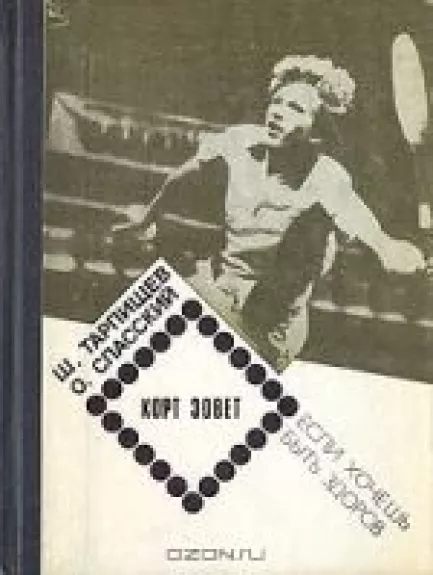 Ш. ТАРПИЩЕВ
О. СПАССКИЙ
КОРТ ЗОВЕТ
ЕСЛИ ХОЧЕШЬ
БЫТЬ ЗДОРОВ
OZON.RU